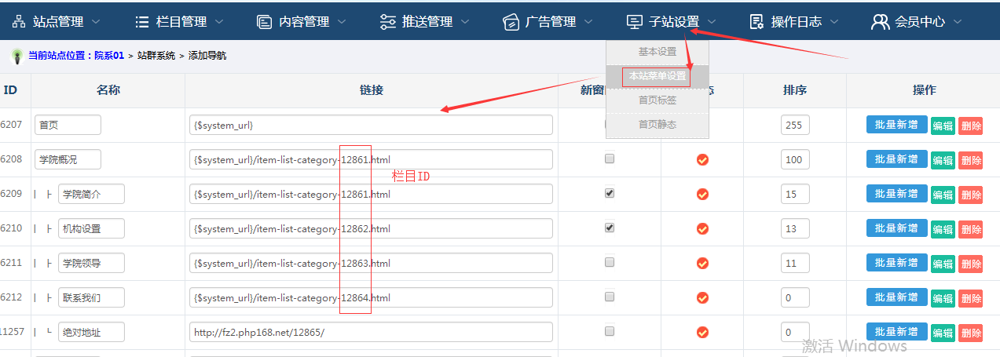 站点管理 栏目管理 内容管理 推送管理 广告管理 子站设置 操作日志 会员中心
当前站点位置：院系01 > 站群系统 > 添加导航
基本设置
本站菜单设置
首页标签
首页静态
ID 名称 链接 新窗 态 排序 操作
6207 首页 {$system_url} 255 批量新增 编辑 删除
6208 学院概况 {$system_url}/item-list-category-12861.html 100 批量新增 编辑 删除
栏目ID
6209 | ├ 学院简介 {$system_url}/item-list-category-12861.html 15 批量新增 编辑 删除
6210 | ├ 机构设置 {$system_url}/item-list-category-12862.html 13 批量新增 编辑 删除
6211 | ├ 学院领导 {$system_url}/item-list-category-12863.html 11 批量新增 编辑 删除
6212 | ├ 联系我们 {$system_url}/item-list-category-12864.html 0 批量新增 编辑 删除
11257 | └ 绝对地址 http://fz2.php168.net/12865/ 0 批量新增 编辑 删除
激活 Windows